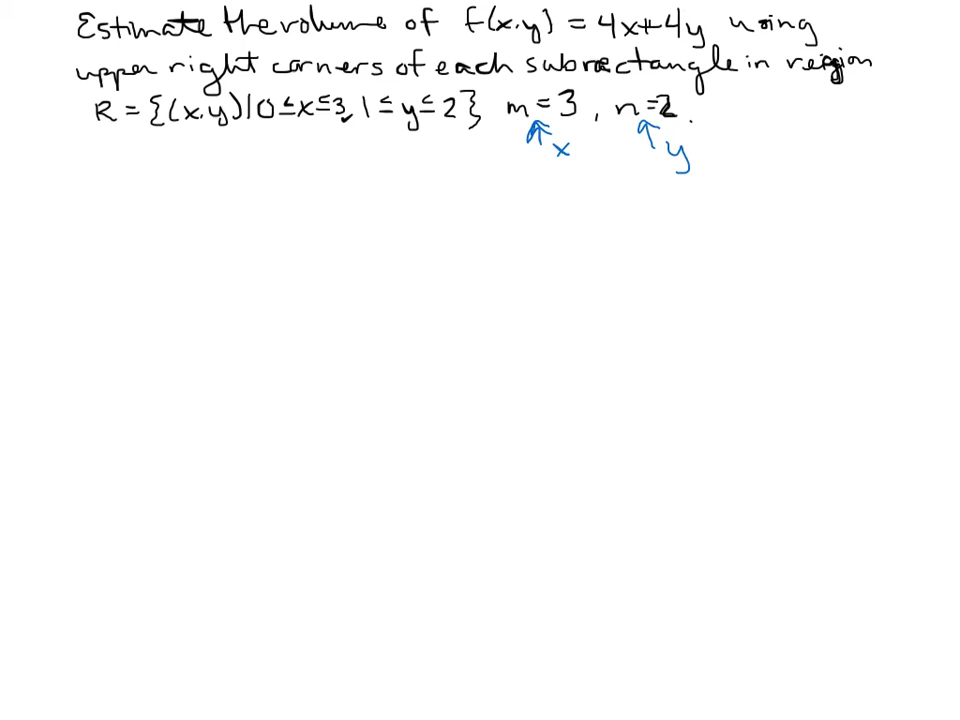 Estimate the volume of f(x,y) = 4x+4y using
upper right corners of each subrectangle in region
R = {(x,y) | 0 ≤ x ≤ 3, 1 ≤ y ≤ 2} m = 3, n = 2.
x y